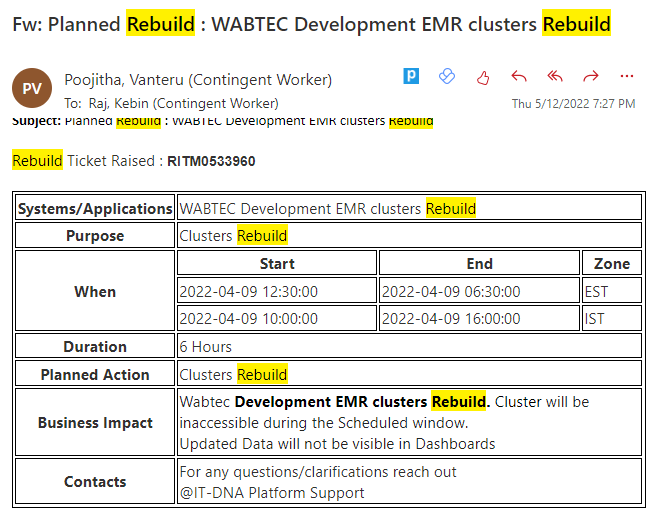 Fw: Planned Rebuild : WABTEC Development EMR clusters Rebuild
PV
Poojitha, Vanteru (Contingent Worker)
To: Raj, Kebin (Contingent Worker)
Thu 5/12/2022 7:27 PM
Subject: Planned Rebuild : WABTEC Development EMR clusters Rebuild
Rebuild Ticket Raised : RITM0533960
Systems/Applications WABTEC Development EMR clusters Rebuild
Purpose Clusters Rebuild
When Start End Zone
2022-04-09 12:30:00 2022-04-09 06:30:00 EST
2022-04-09 10:00:00 2022-04-09 16:00:00 IST
Duration 6 Hours
Planned Action Clusters Rebuild
Business Impact Wabtec Development EMR clusters Rebuild. Cluster will be
inaccessible during the Scheduled window.
Updated Data will not be visible in Dashboards
Contacts For any questions/clarifications reach out
@IT-DNA Platform Support